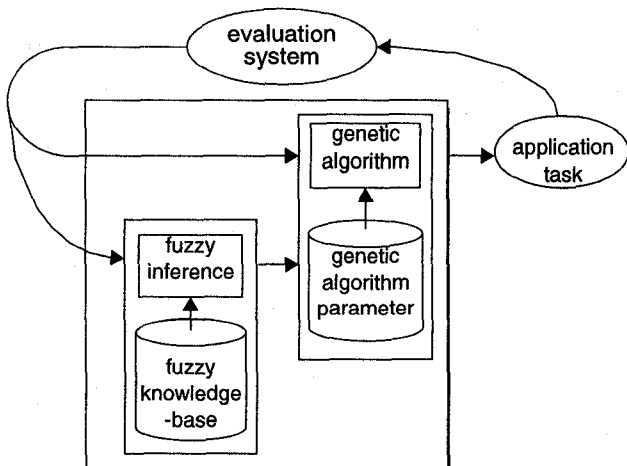 evaluation
system
genetic
algorithm
application
task
fuzzy
inference
genetic
algorithm
parameter
fuzzy
knowledge
-base